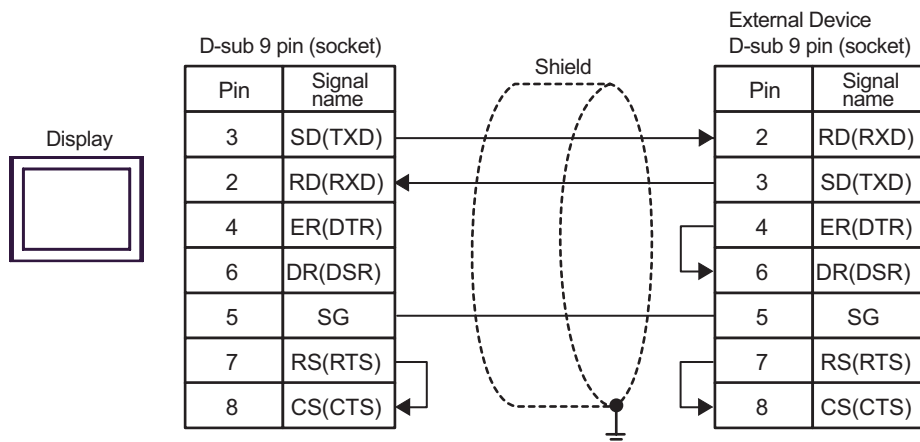 External Device
D-sub 9 pin (socket)
D-sub 9 pin (socket)
Shield
Display
Pin Signal name
3 SD(TXD)
2 RD(RXD)
4 ER(DTR)
6 DR(DSR)
5 SG
7 RS(RTS)
8 CS(CTS)
Pin Signal name
2 RD(RXD)
3 SD(TXD)
4 ER(DTR)
6 DR(DSR)
5 SG
7 RS(RTS)
8 CS(CTS)